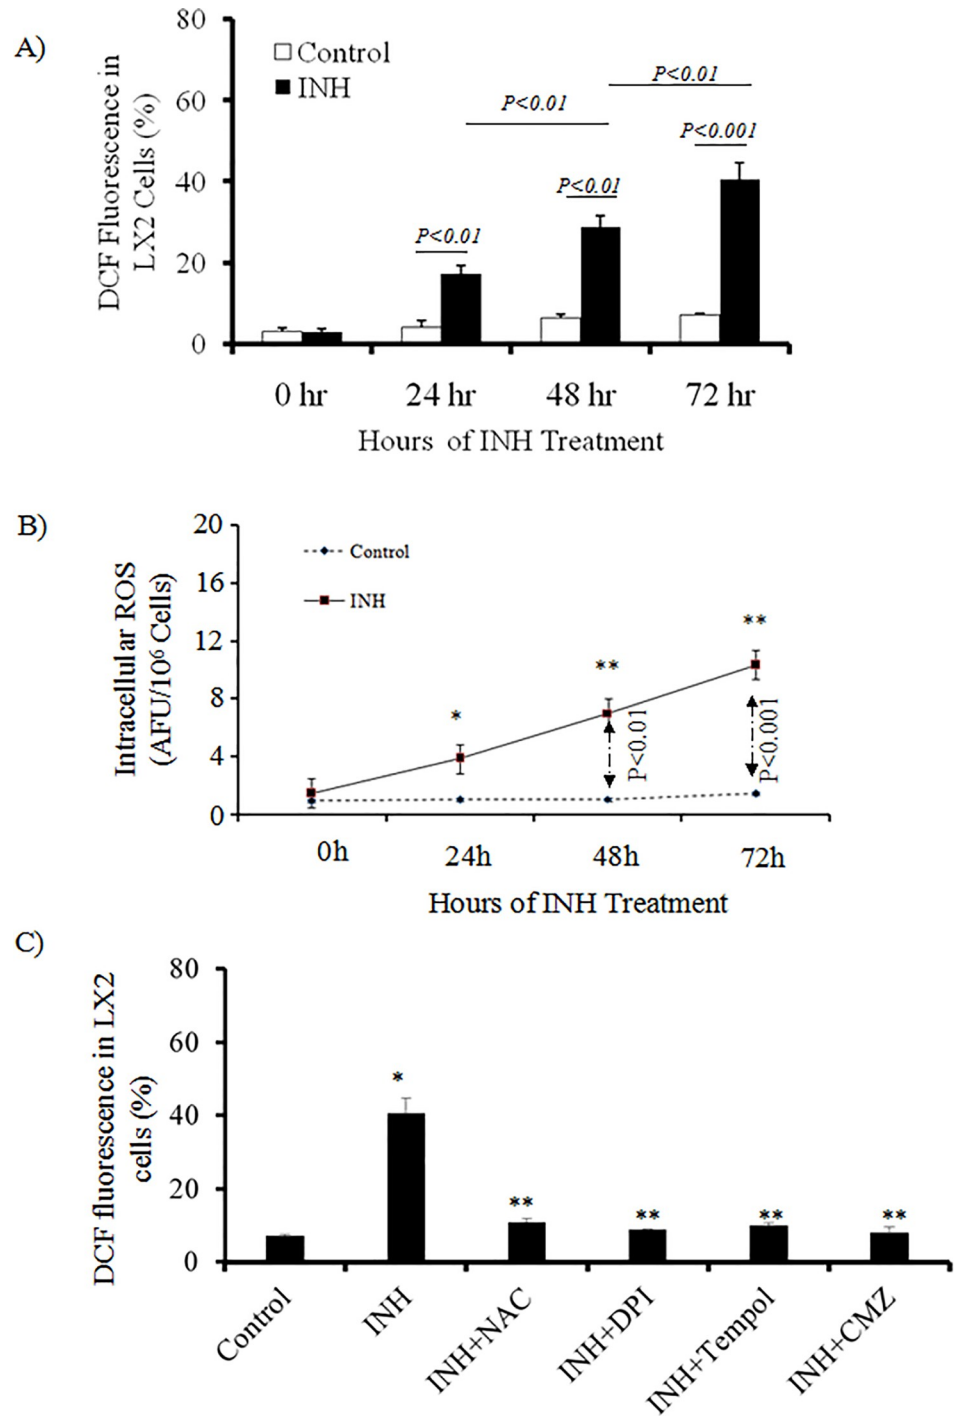 A)
DCF Fluorescence in
LX2 Cells (%)
80
60
40
20
0
Control
INH
P<0.01
P<0.01
P<0.01
P<0.01
P<0.001
0 hr
24 hr
48 hr
72 hr
Hours of INH Treatment
B)
Intracellular ROS
(AFU/10⁶ Cells)
20
16
12
8
4
0
Control
INH
*
**
**
P<0.01
P<0.001
0h
24h
48h
72h
Hours of INH Treatment
C)
DCF fluorescence in LX2
cells (%)
80
60
40
20
0
*
**
**
**
**
Control
INH
INH+NAC
INH+DPI
INH+Tempol
INH+CMZ